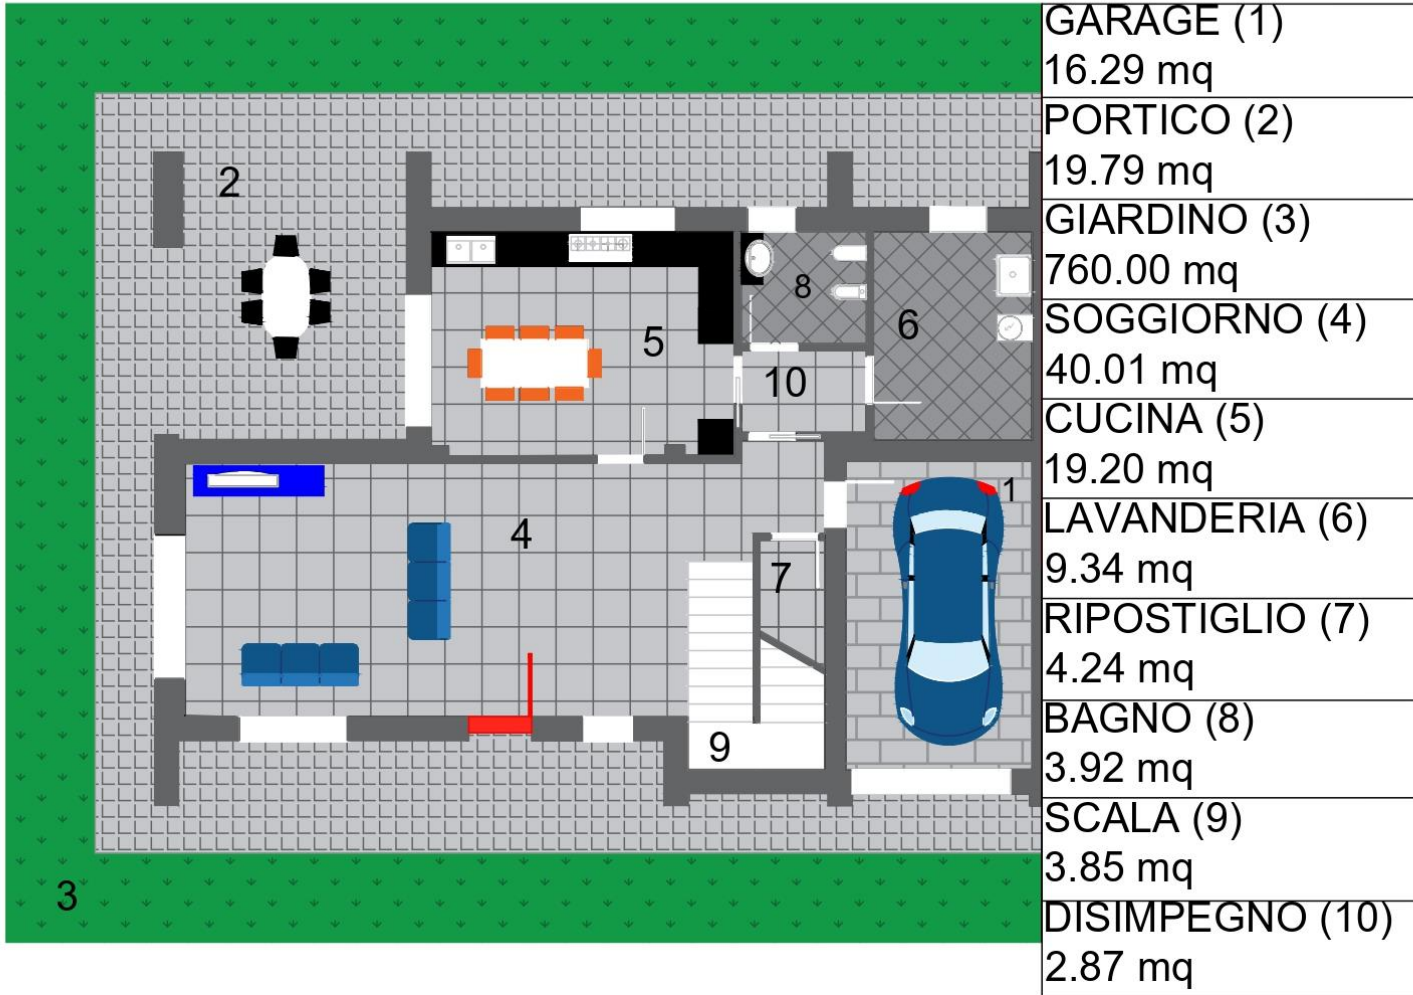 GARAGE (1)
16.29 mq
PORTICO (2)
19.79 mq
GIARDINO (3)
760.00 mq
SOGGIORNO (4)
40.01 mq
CUCINA (5)
19.20 mq
LAVANDERIA (6)
9.34 mq
RIPOSTIGLIO (7)
4.24 mq
BAGNO (8)
3.92 mq
SCALA (9)
3.85 mq
DISIMPEGNO (10)
2.87 mq
2
8
6
5
10
1
4
7
9
3